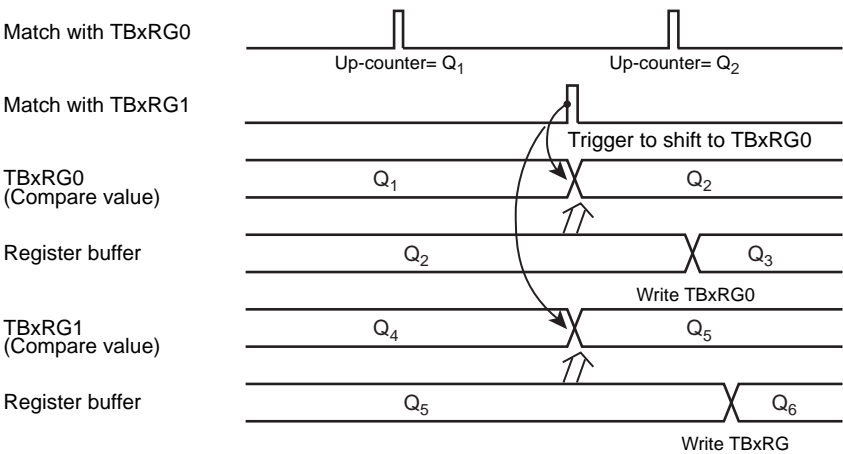 Match with TBxRG0
Up-counter= Q1
Up-counter= Q2
Match with TBxRG1
Trigger to shift to TBxRG0
TBxRG0
(Compare value)
Q1
Q2
Register buffer
Q2
Q3
Write TBxRG0
TBxRG1
(Compare value)
Q4
Q5
Register buffer
Q5
Q6
Write TBxRG